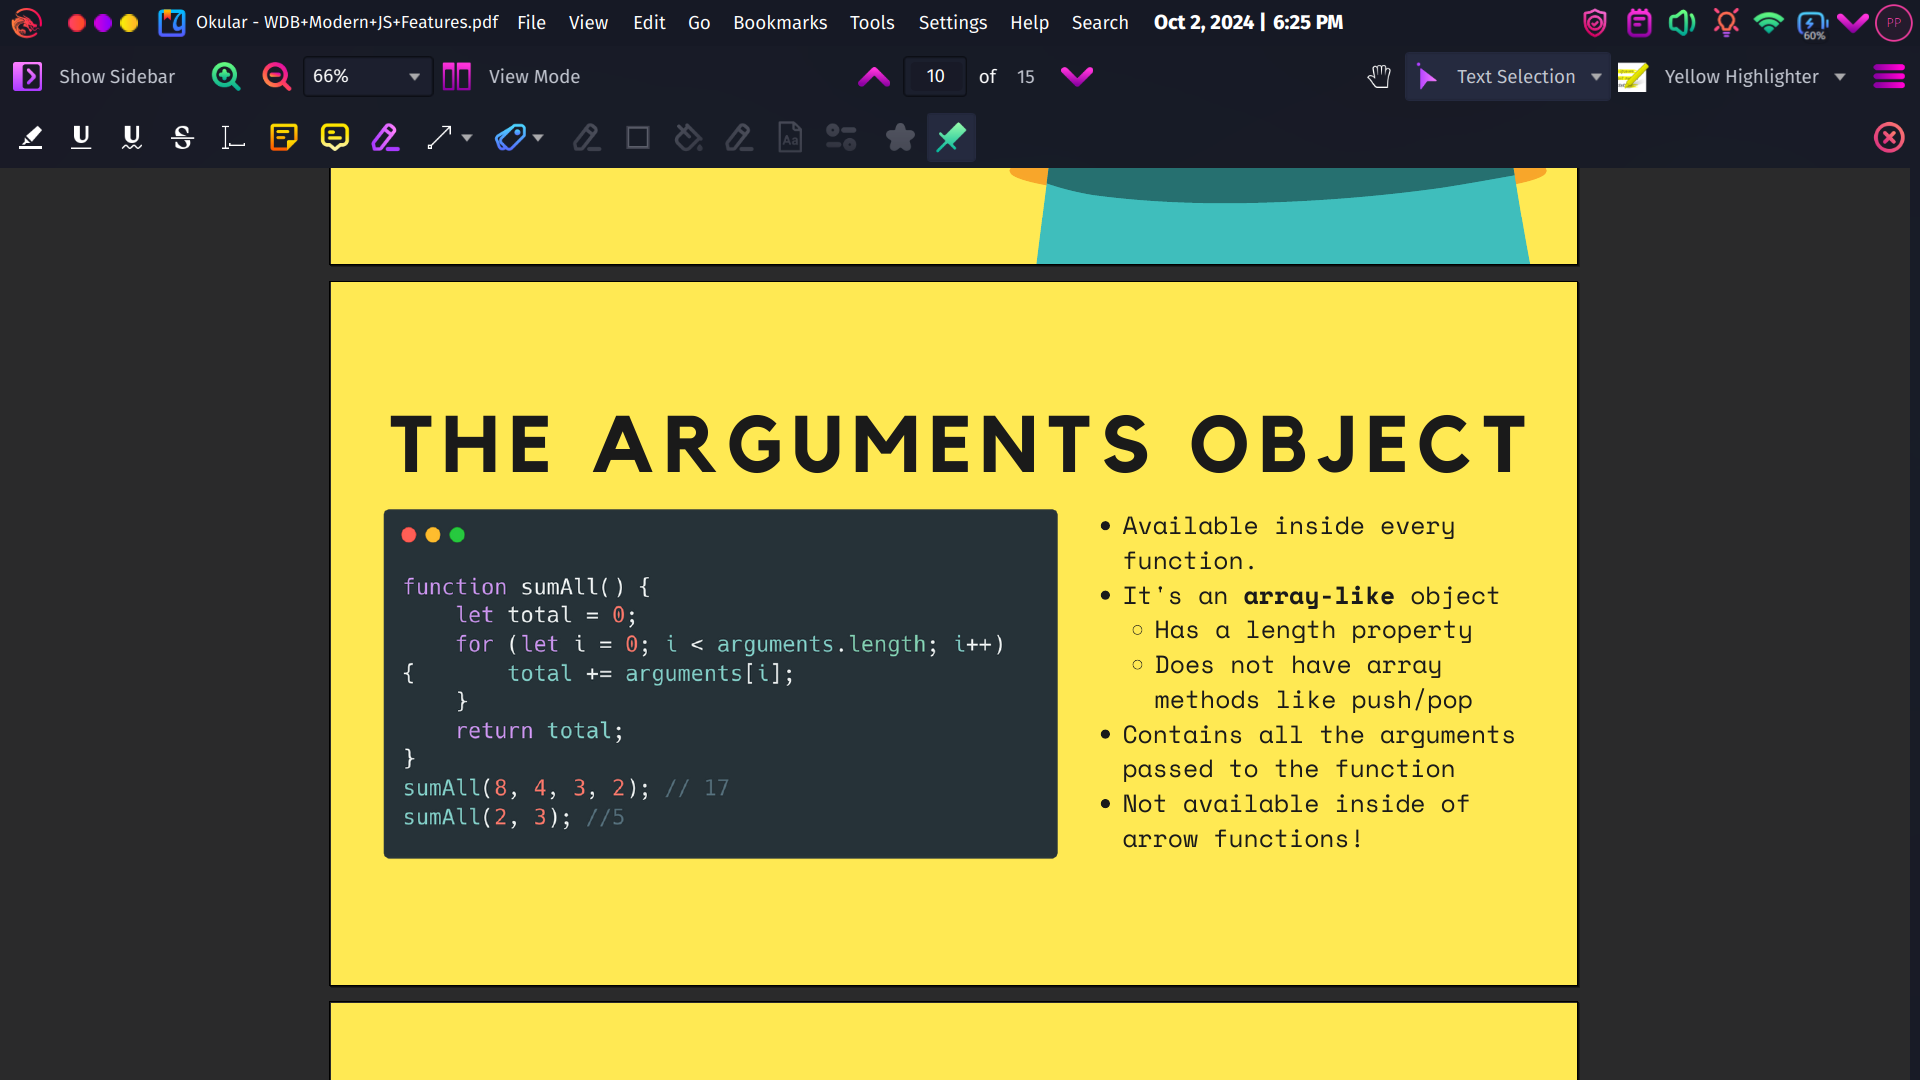 Okular - WDB+Modern+JS+Features.pdf File View Edit Go Bookmarks Tools Settings Help Search Oct 2, 2024 | 6:25 PM 60% PP
Show Sidebar 66% View Mode 10 of 15 Text Selection Yellow Highlighter
U U S Aa
THE ARGUMENTS OBJECT
function sumAll() {
    let total = 0;
    for (let i = 0; i < arguments.length; i++)
{       total += arguments[i];
    }
    return total;
}
sumAll(8, 4, 3, 2); // 17
sumAll(2, 3); //5
• Available inside every
function.
• It's an array-like object
○ Has a length property
○ Does not have array
methods like push/pop
• Contains all the arguments
passed to the function
• Not available inside of
arrow functions!